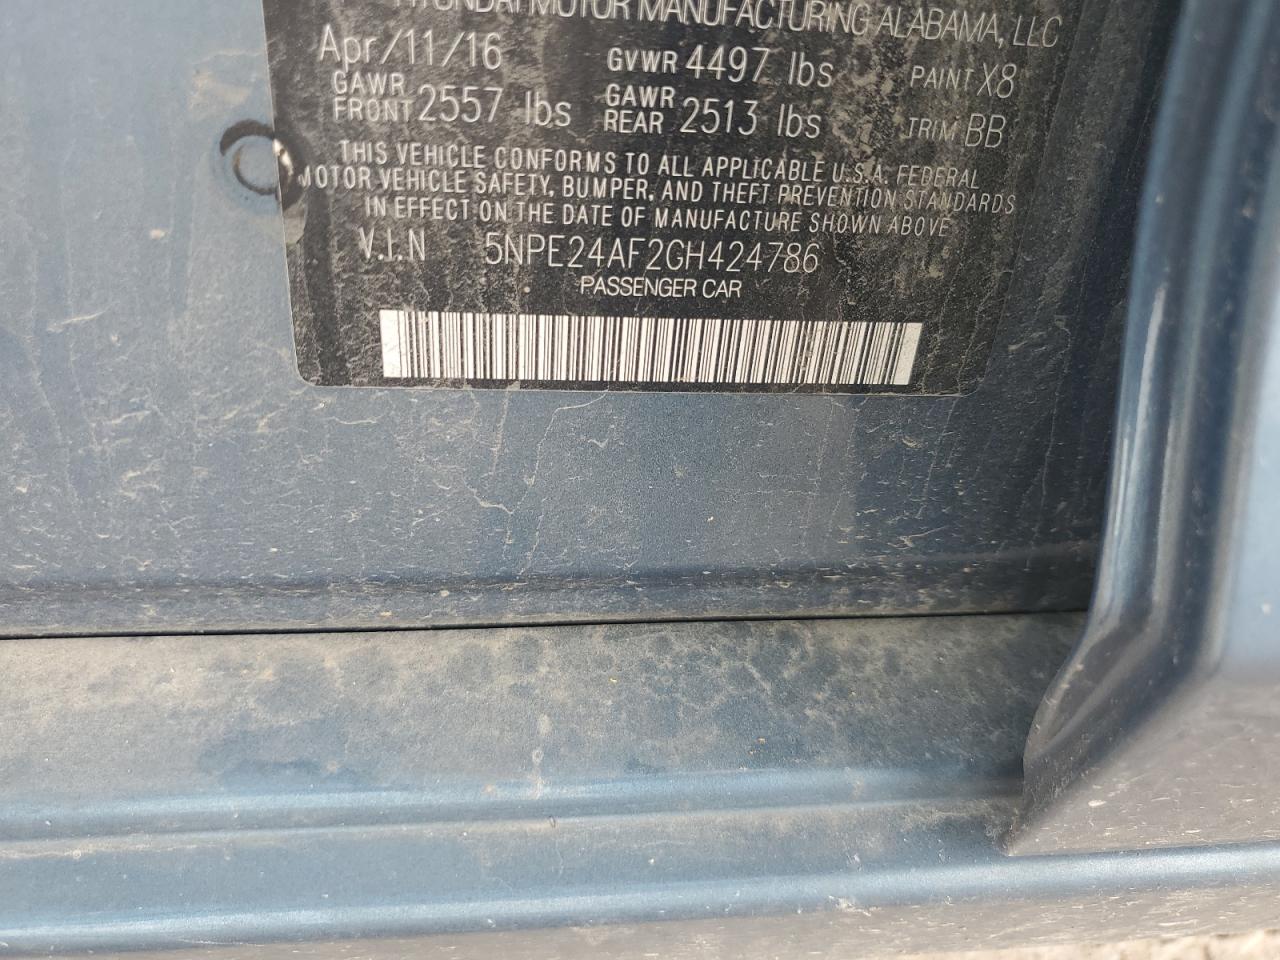 HYUNDAI MOTOR MANUFACTURING ALABAMA, LLC
Apr/11/16 GVWR 4497 lbs PAINT X8
GAWR FRONT 2557 lbs GAWR REAR 2513 lbs TRIM BB
THIS VEHICLE CONFORMS TO ALL APPLICABLE U.S.A. FEDERAL
MOTOR VEHICLE SAFETY, BUMPER, AND THEFT PREVENTION STANDARDS
IN EFFECT ON THE DATE OF MANUFACTURE SHOWN ABOVE
V.I.N 5NPE24AF2GH424786
PASSENGER CAR